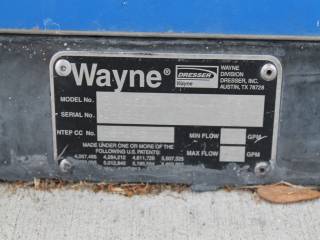 Wayne®
DRESSER
Wayne
WAYNE
DIVISION
DRESSER, INC.
AUSTIN, TX 78728
MODEL No.
SERIAL No.
NTEP CC No.
MIN FLOW GPM
MAX FLOW GPM
MADE UNDER ONE OR MORE OF THE
FOLLOWING U.S. PATENTS: